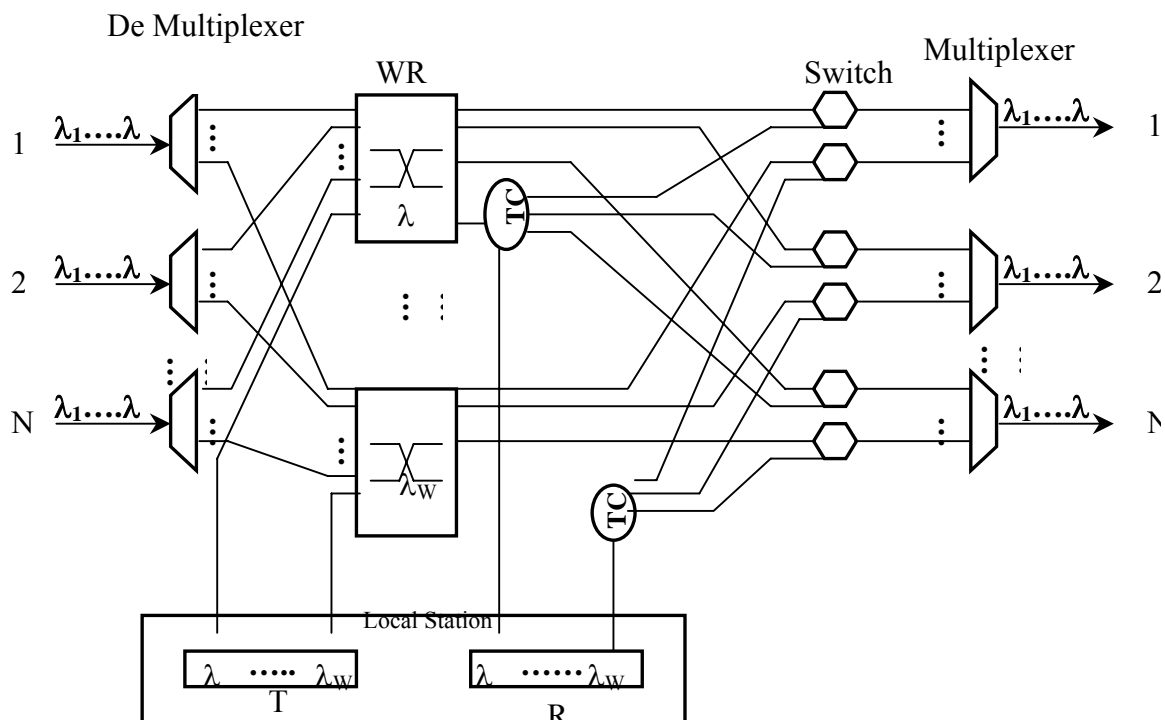 De Multiplexer
Multiplexer
WR
Switch
1
λ₁....λ
λ₁....λ
1
λ
TC
2
λ₁....λ
λ₁....λ
2
N
λ₁....λ
λ₁....λ
N
λW
TC
Local Station
λ ..... λW
λ ...... λW
T
R